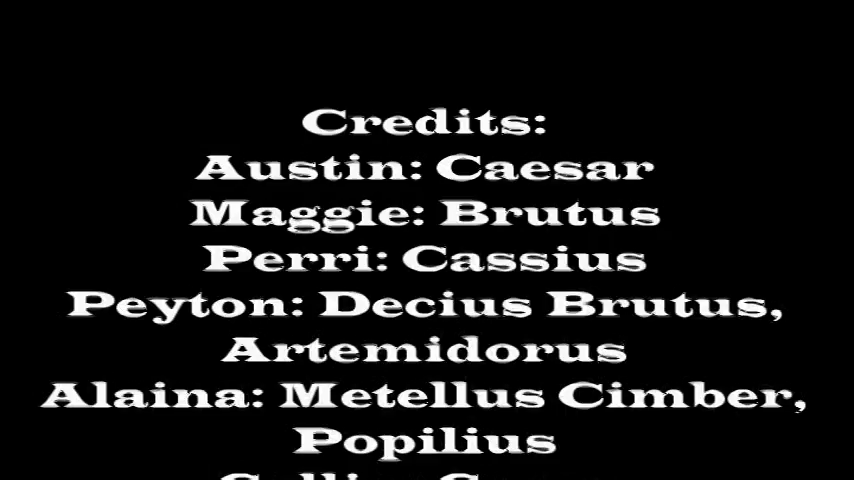 Credits:
Austin: Caesar
Maggie: Brutus
Perri: Cassius
Peyton: Decius Brutus,
Artemidorus
Alaina: Metellus Cimber,
Popilius